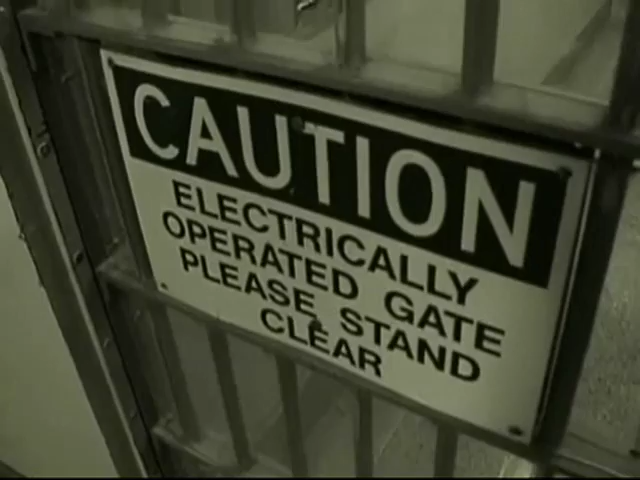 CAUTION
ELECTRICALLY
OPERATED GATE
PLEASE STAND
CLEAR